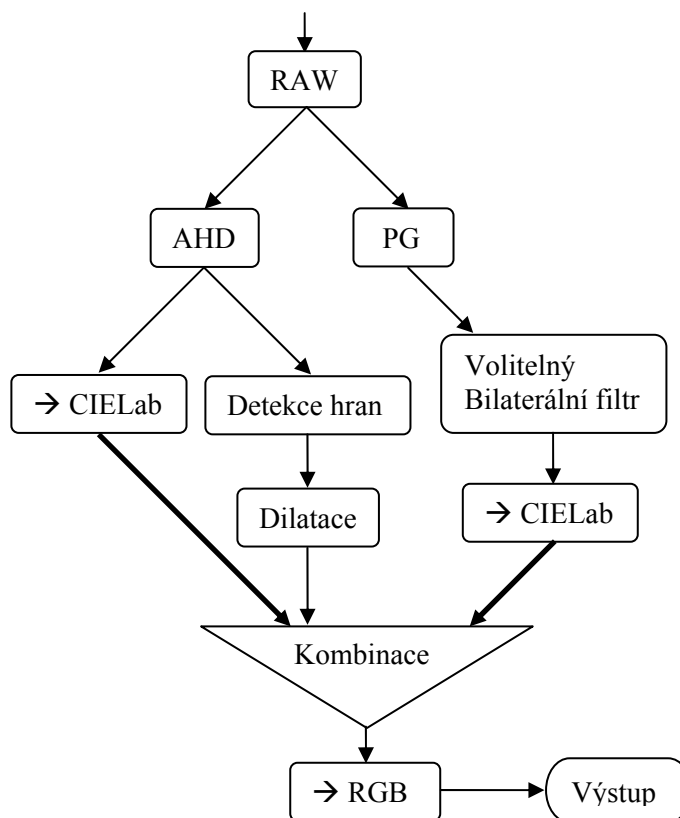 RAW
AHD
PG
→ CIELab
Detekce hran
Volitelný
Bilaterální filtr
Dilatace
→ CIELab
Kombinace
→ RGB
Výstup